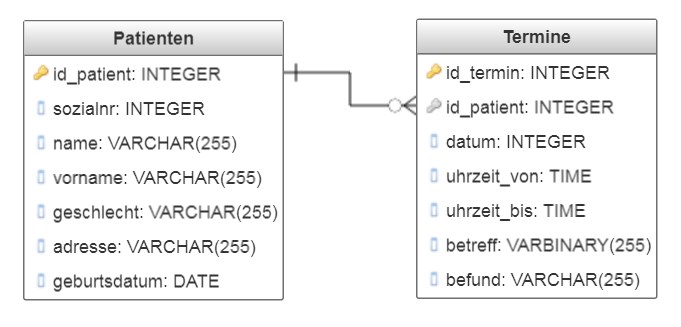 Patienten
id_patient: INTEGER
sozialnr: INTEGER
name: VARCHAR(255)
vorname: VARCHAR(255)
geschlecht: VARCHAR(255)
adresse: VARCHAR(255)
geburtsdatum: DATE
Termine
id_termin: INTEGER
id_patient: INTEGER
datum: INTEGER
uhrzeit_von: TIME
uhrzeit_bis: TIME
betreff: VARBINARY(255)
befund: VARCHAR(255)